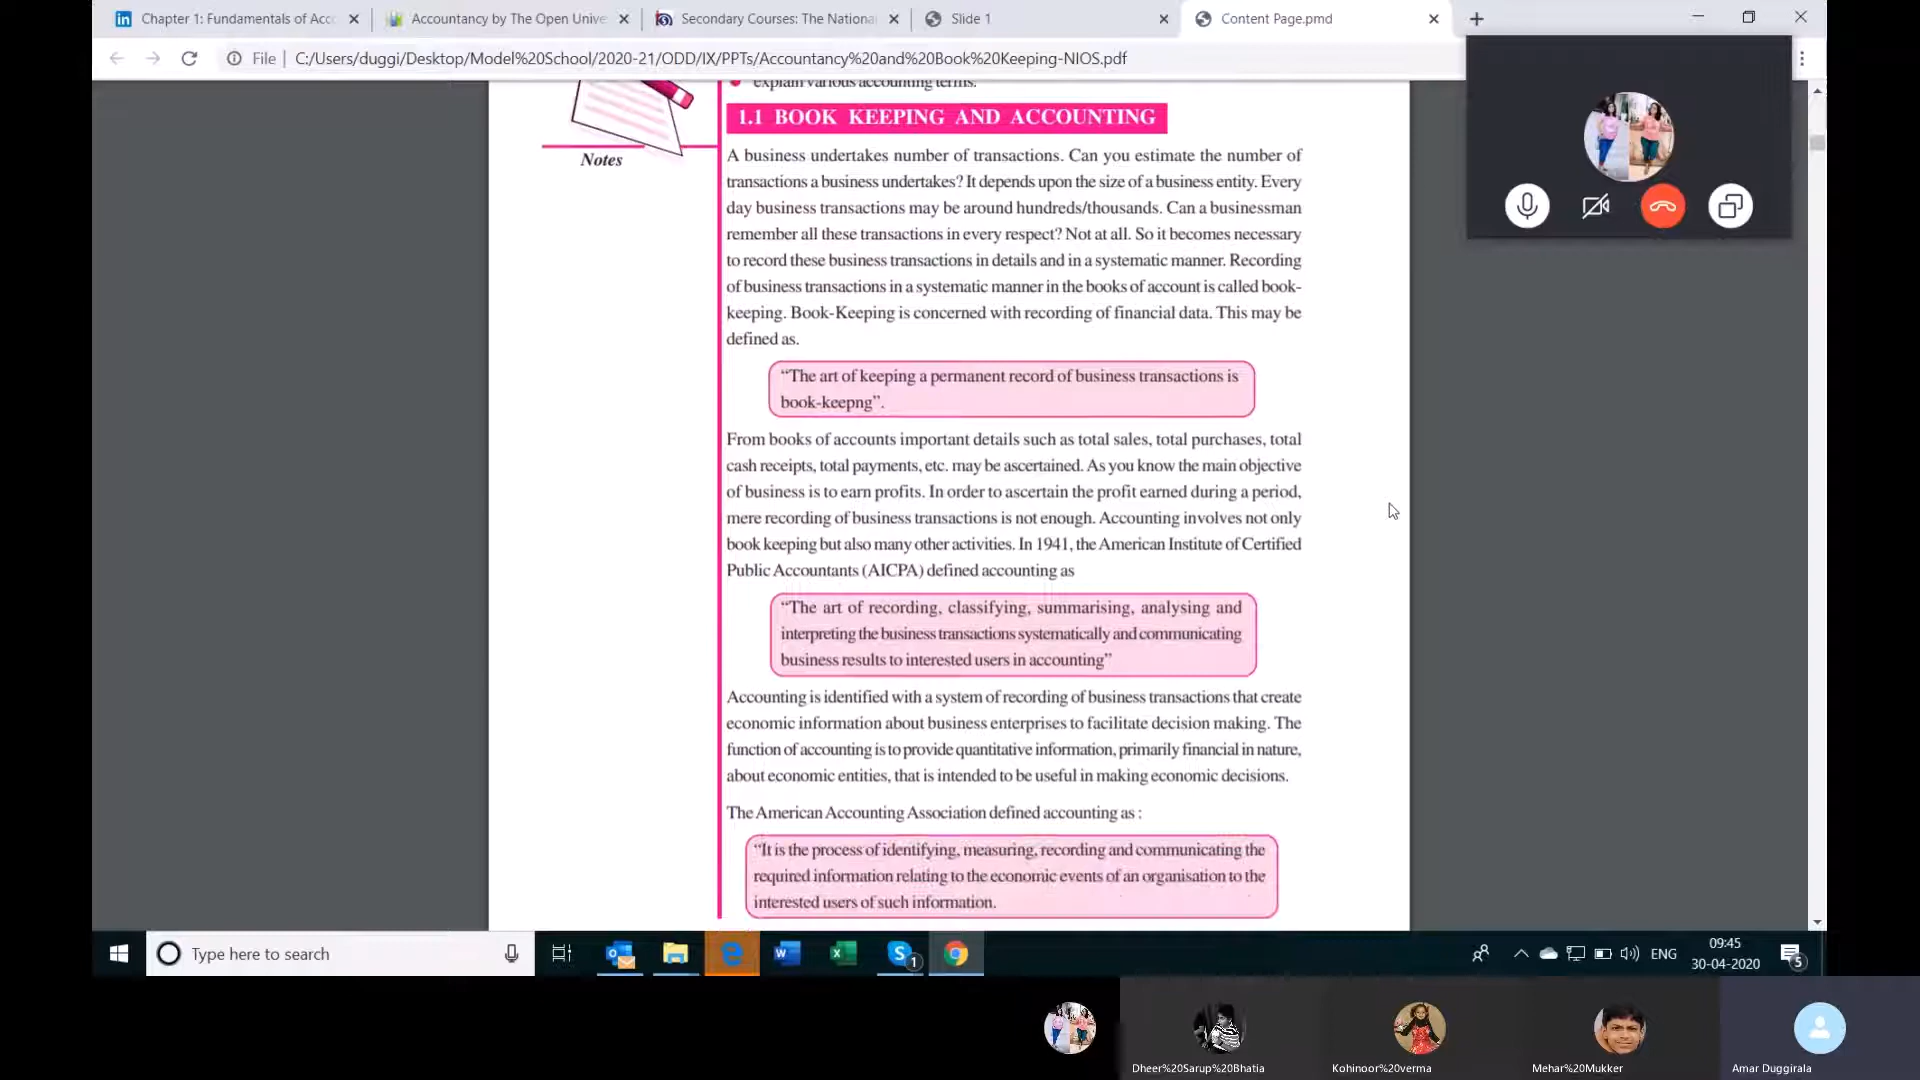 Chapter 1: Fundamentals of Acc
Accountancy by The Open Unive
Secondary Courses: The National
Slide 1
Content Page.pmd
File | C:/Users/duggi/Desktop/Model%20School/2020-21/ODD/IX/PPTs/Accountancy%20and%20Book%20Keeping-NIOS.pdf
explain various accounting terms.
1.1 BOOK KEEPING AND ACCOUNTING
Notes
A business undertakes number of transactions. Can you estimate the number of
transactions a business undertakes? It depends upon the size of a business entity. Every
day business transactions may be around hundreds/thousands. Can a businessman
remember all these transactions in every respect? Not at all. So it becomes necessary
to record these business transactions in details and in a systematic manner. Recording
of business transactions in a systematic manner in the books of account is called book-
keeping. Book-Keeping is concerned with recording of financial data. This may be
defined as.
“The art of keeping a permanent record of business transactions is
book-keepng”.
From books of accounts important details such as total sales, total purchases, total
cash receipts, total payments, etc. may be ascertained. As you know the main objective
of business is to earn profits. In order to ascertain the profit earned during a period,
mere recording of business transactions is not enough. Accounting involves not only
book keeping but also many other activities. In 1941, the American Institute of Certified
Public Accountants (AICPA) defined accounting as
“The art of recording, classifying, summarising, analysing and
interpreting the business transactions systematically and communicating
business results to interested users in accounting”
Accounting is identified with a system of recording of business transactions that create
economic information about business enterprises to facilitate decision making. The
function of accounting is to provide quantitative information, primarily financial in nature,
about economic entities, that is intended to be useful in making economic decisions.
The American Accounting Association defined accounting as :
“It is the process of identifying, measuring, recording and communicating the
required information relating to the economic events of an organisation to the
interested users of such information.
Type here to search
1
ENG
09:45
30-04-2020
5
Dheer%20Sarup%20Bhatia
Kohinoor%20verma
Mehar%20Mukker
Amar Duggirala